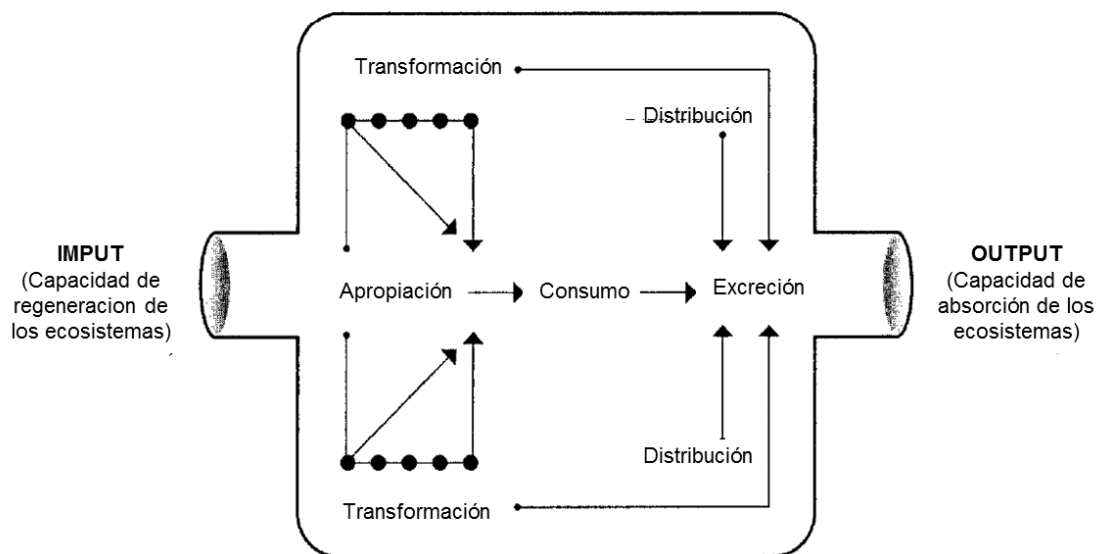 Transformación
Distribución
IMPUT
(Capacidad de
regeneracion de
los ecosistemas)
Apropiación
Consumo
Excreción
OUTPUT
(Capacidad de
absorción de los
ecosistemas)
Distribución
Transformación